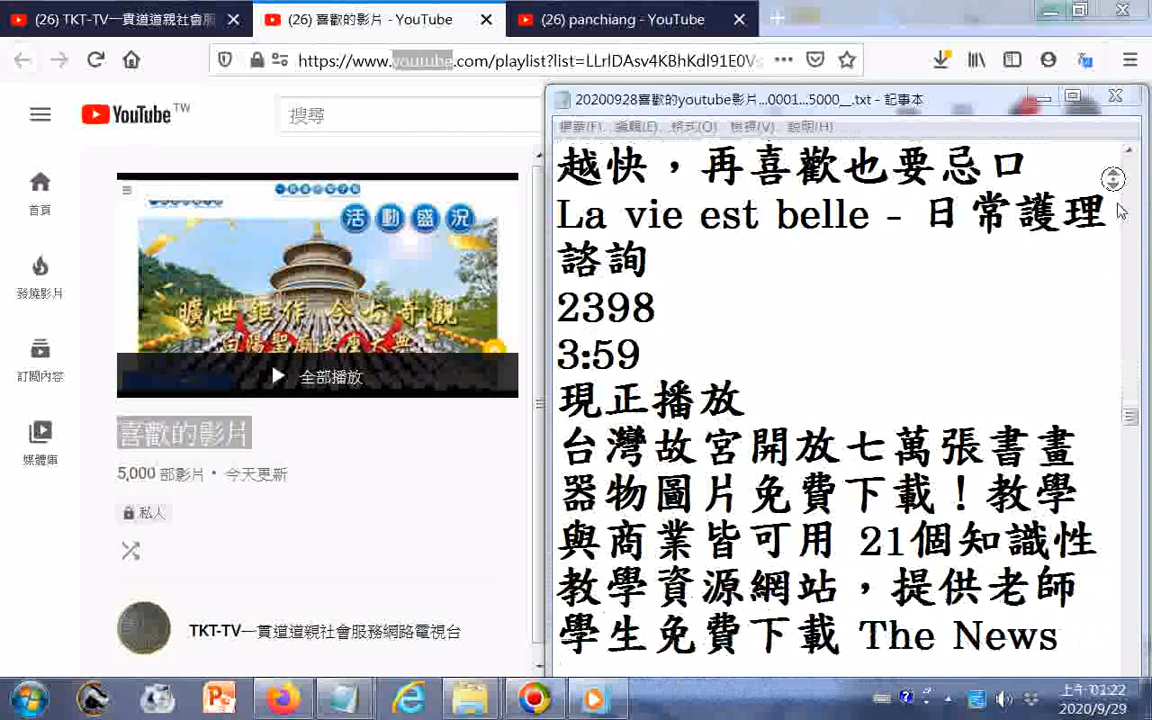 (26) TKT-TV一貫道道親社會服
(26) 喜歡的影片 - YouTube
(26) panchiang - YouTube
https://www.youtube.com/playlist?list=LLrlDAsv4KBhKdl91E0Vs
YouTube TW
搜尋
首頁
發燒影片
訂閱內容
媒體庫
活動盛況
曠世鉅作 今古奇觀
全部播放
喜歡的影片
5,000 部影片・今天更新
私人
TKT-TV一貫道道親社會服務網路電視台
20200928喜歡的youtube影片...0001...5000__.txt - 記事本
檔案(F) 編輯(E) 格式(O) 檢視(V) 說明(H)
越快，再喜歡也要忌口
La vie est belle - 日常護理
諮詢
2398
3:59
現正播放
台灣故宮開放七萬張書畫
器物圖片免費下載！教學
與商業皆可用 21個知識性
教學資源網站，提供老師
學生免費下載 The News
上午 01:22
2020/9/29